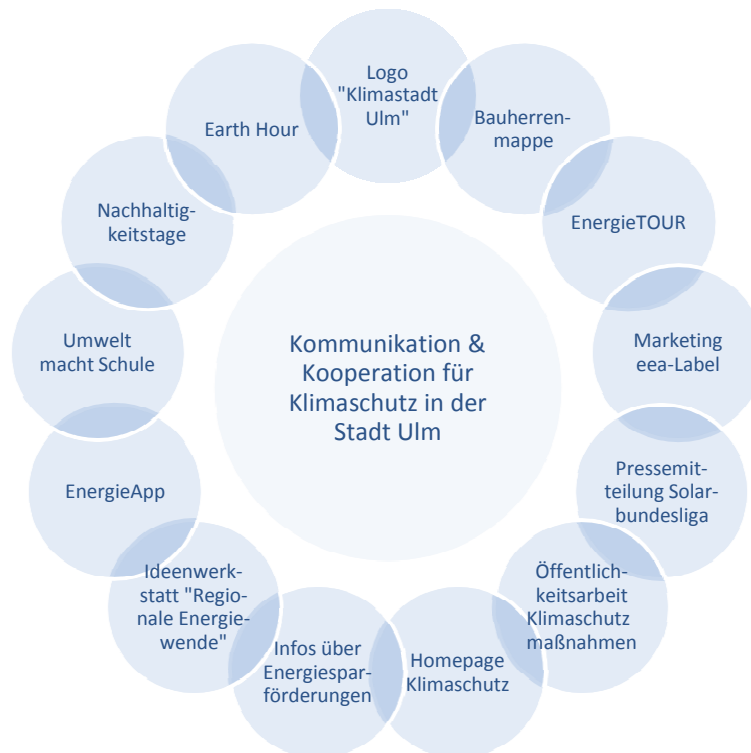 Logo
"Klimastadt
Ulm"
Bauherren-
mappe
EnergieTOUR
Marketing
eea-Label
Pressemit-
teilung Solar-
bundesliga
Öffentlich-
keitsarbeit
Klimaschutz
maßnahmen
Homepage
Klimaschutz
Infos über
Energiespar-
förderungen
Ideenwerk-
statt "Regio-
nale Energie-
wende"
EnergieApp
Umwelt
macht Schule
Nachhaltig-
keitstage
Earth Hour
Kommunikation &
Kooperation für
Klimaschutz in der
Stadt Ulm